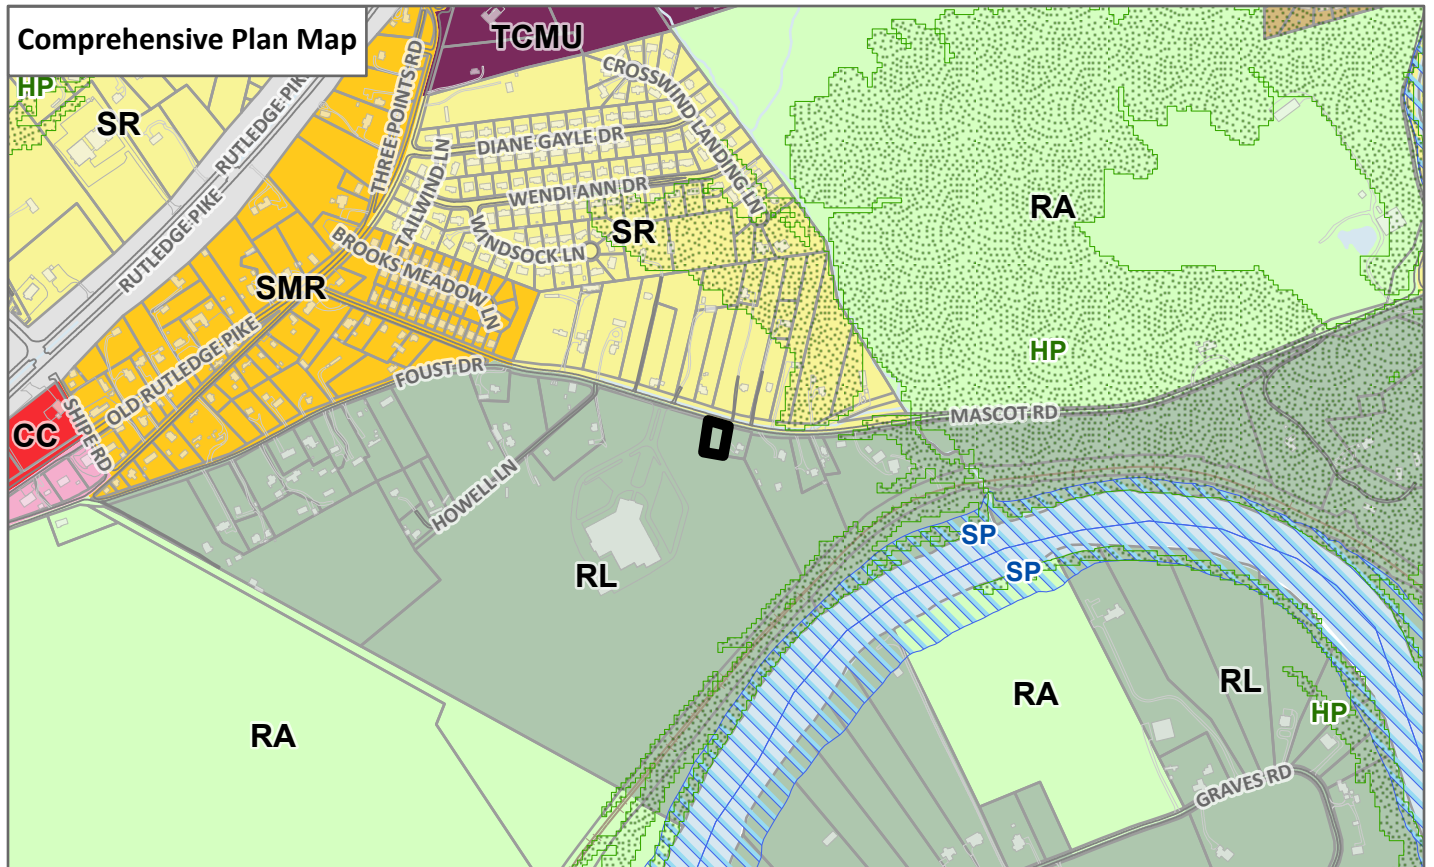 Comprehensive Plan Map
TCMU
HP
SR
RUTLEDGE PIKE
RUTLEDGE PIKE
THREE POINTS RD
CROSSWIND LANDING LN
DIANE GAYLE DR
TAILWIND LN
WENDI ANN DR
WINDSOCK LN
SR
RA
BROOKS MEADOW LN
SMR
OLD RUTLEDGE PIKE
FOUST DR
HP
MASCOT RD
CC
SHIPE RD
HOWELL LN
SP
SP
RL
RA
RA
RL
HP
GRAVES RD